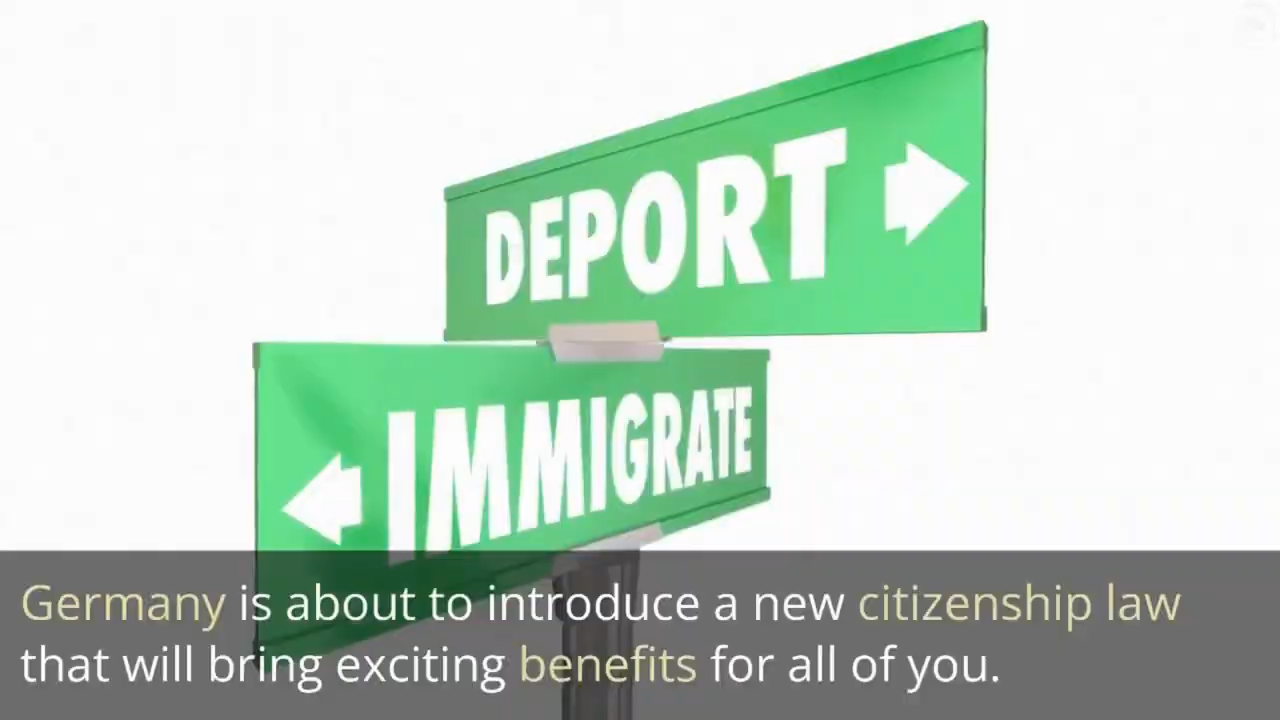 DEPORT
IMMIGRATE
Germany is about to introduce a new citizenship law
that will bring exciting benefits for all of you.